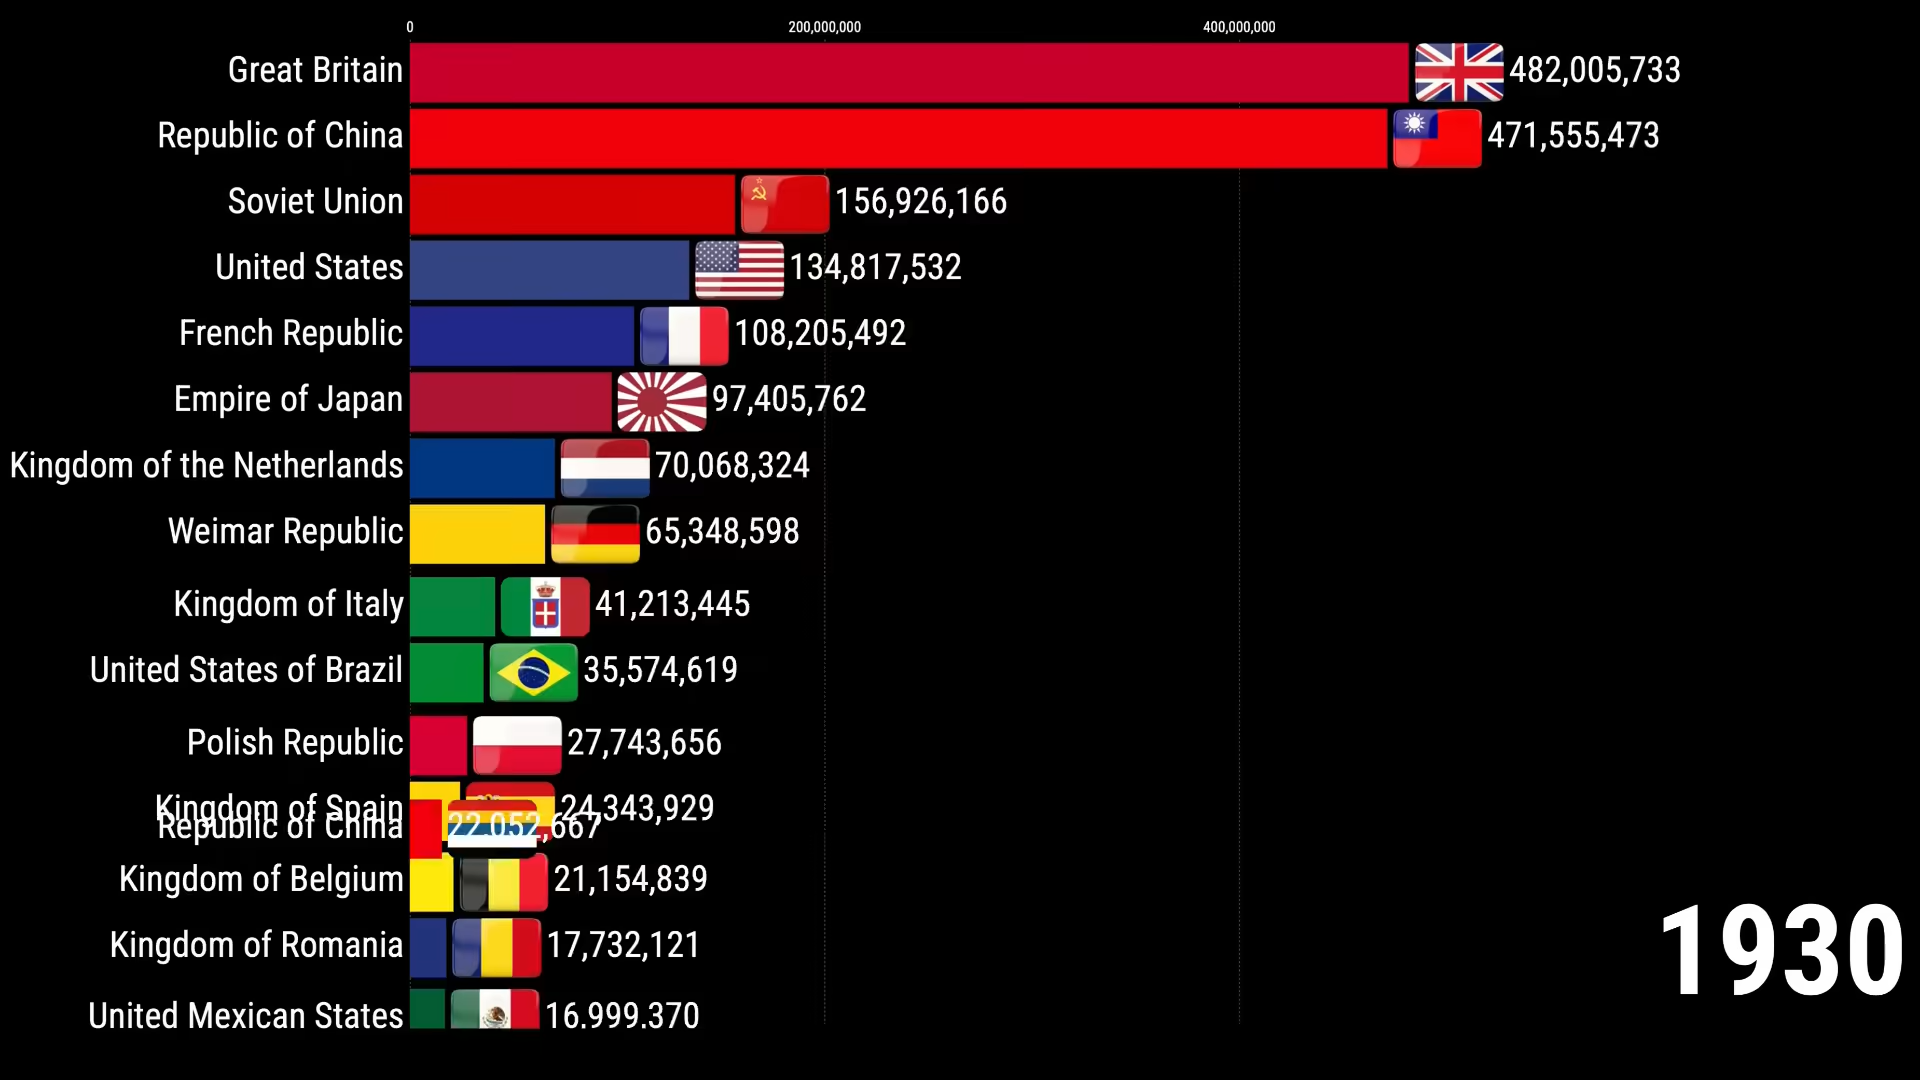 0 200,000,000 400,000,000
Great Britain 482,005,733
Republic of China 471,555,473
Soviet Union 156,926,166
United States 134,817,532
French Republic 108,205,492
Empire of Japan 97,405,762
Kingdom of the Netherlands 70,068,324
Weimar Republic 65,348,598
Kingdom of Italy 41,213,445
United States of Brazil 35,574,619
Polish Republic 27,743,656
Kingdom of Spain 24,343,929
Republic of China 22,052,667
Kingdom of Belgium 21,154,839
Kingdom of Romania 17,732,121
United Mexican States 16,999,370
1930